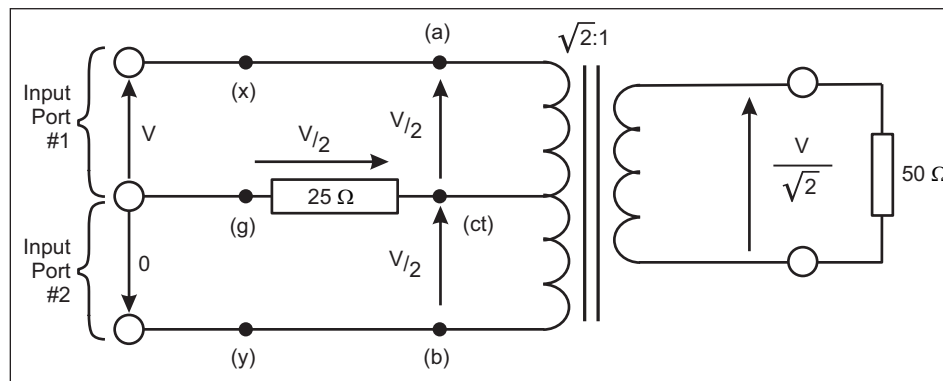 (a)
√2:1
Input
Port
#1
(x)
V
V/2
V/2
V
√2
50 Ω
25 Ω
(g)
(ct)
Input
Port
#2
0
V/2
(y)
(b)